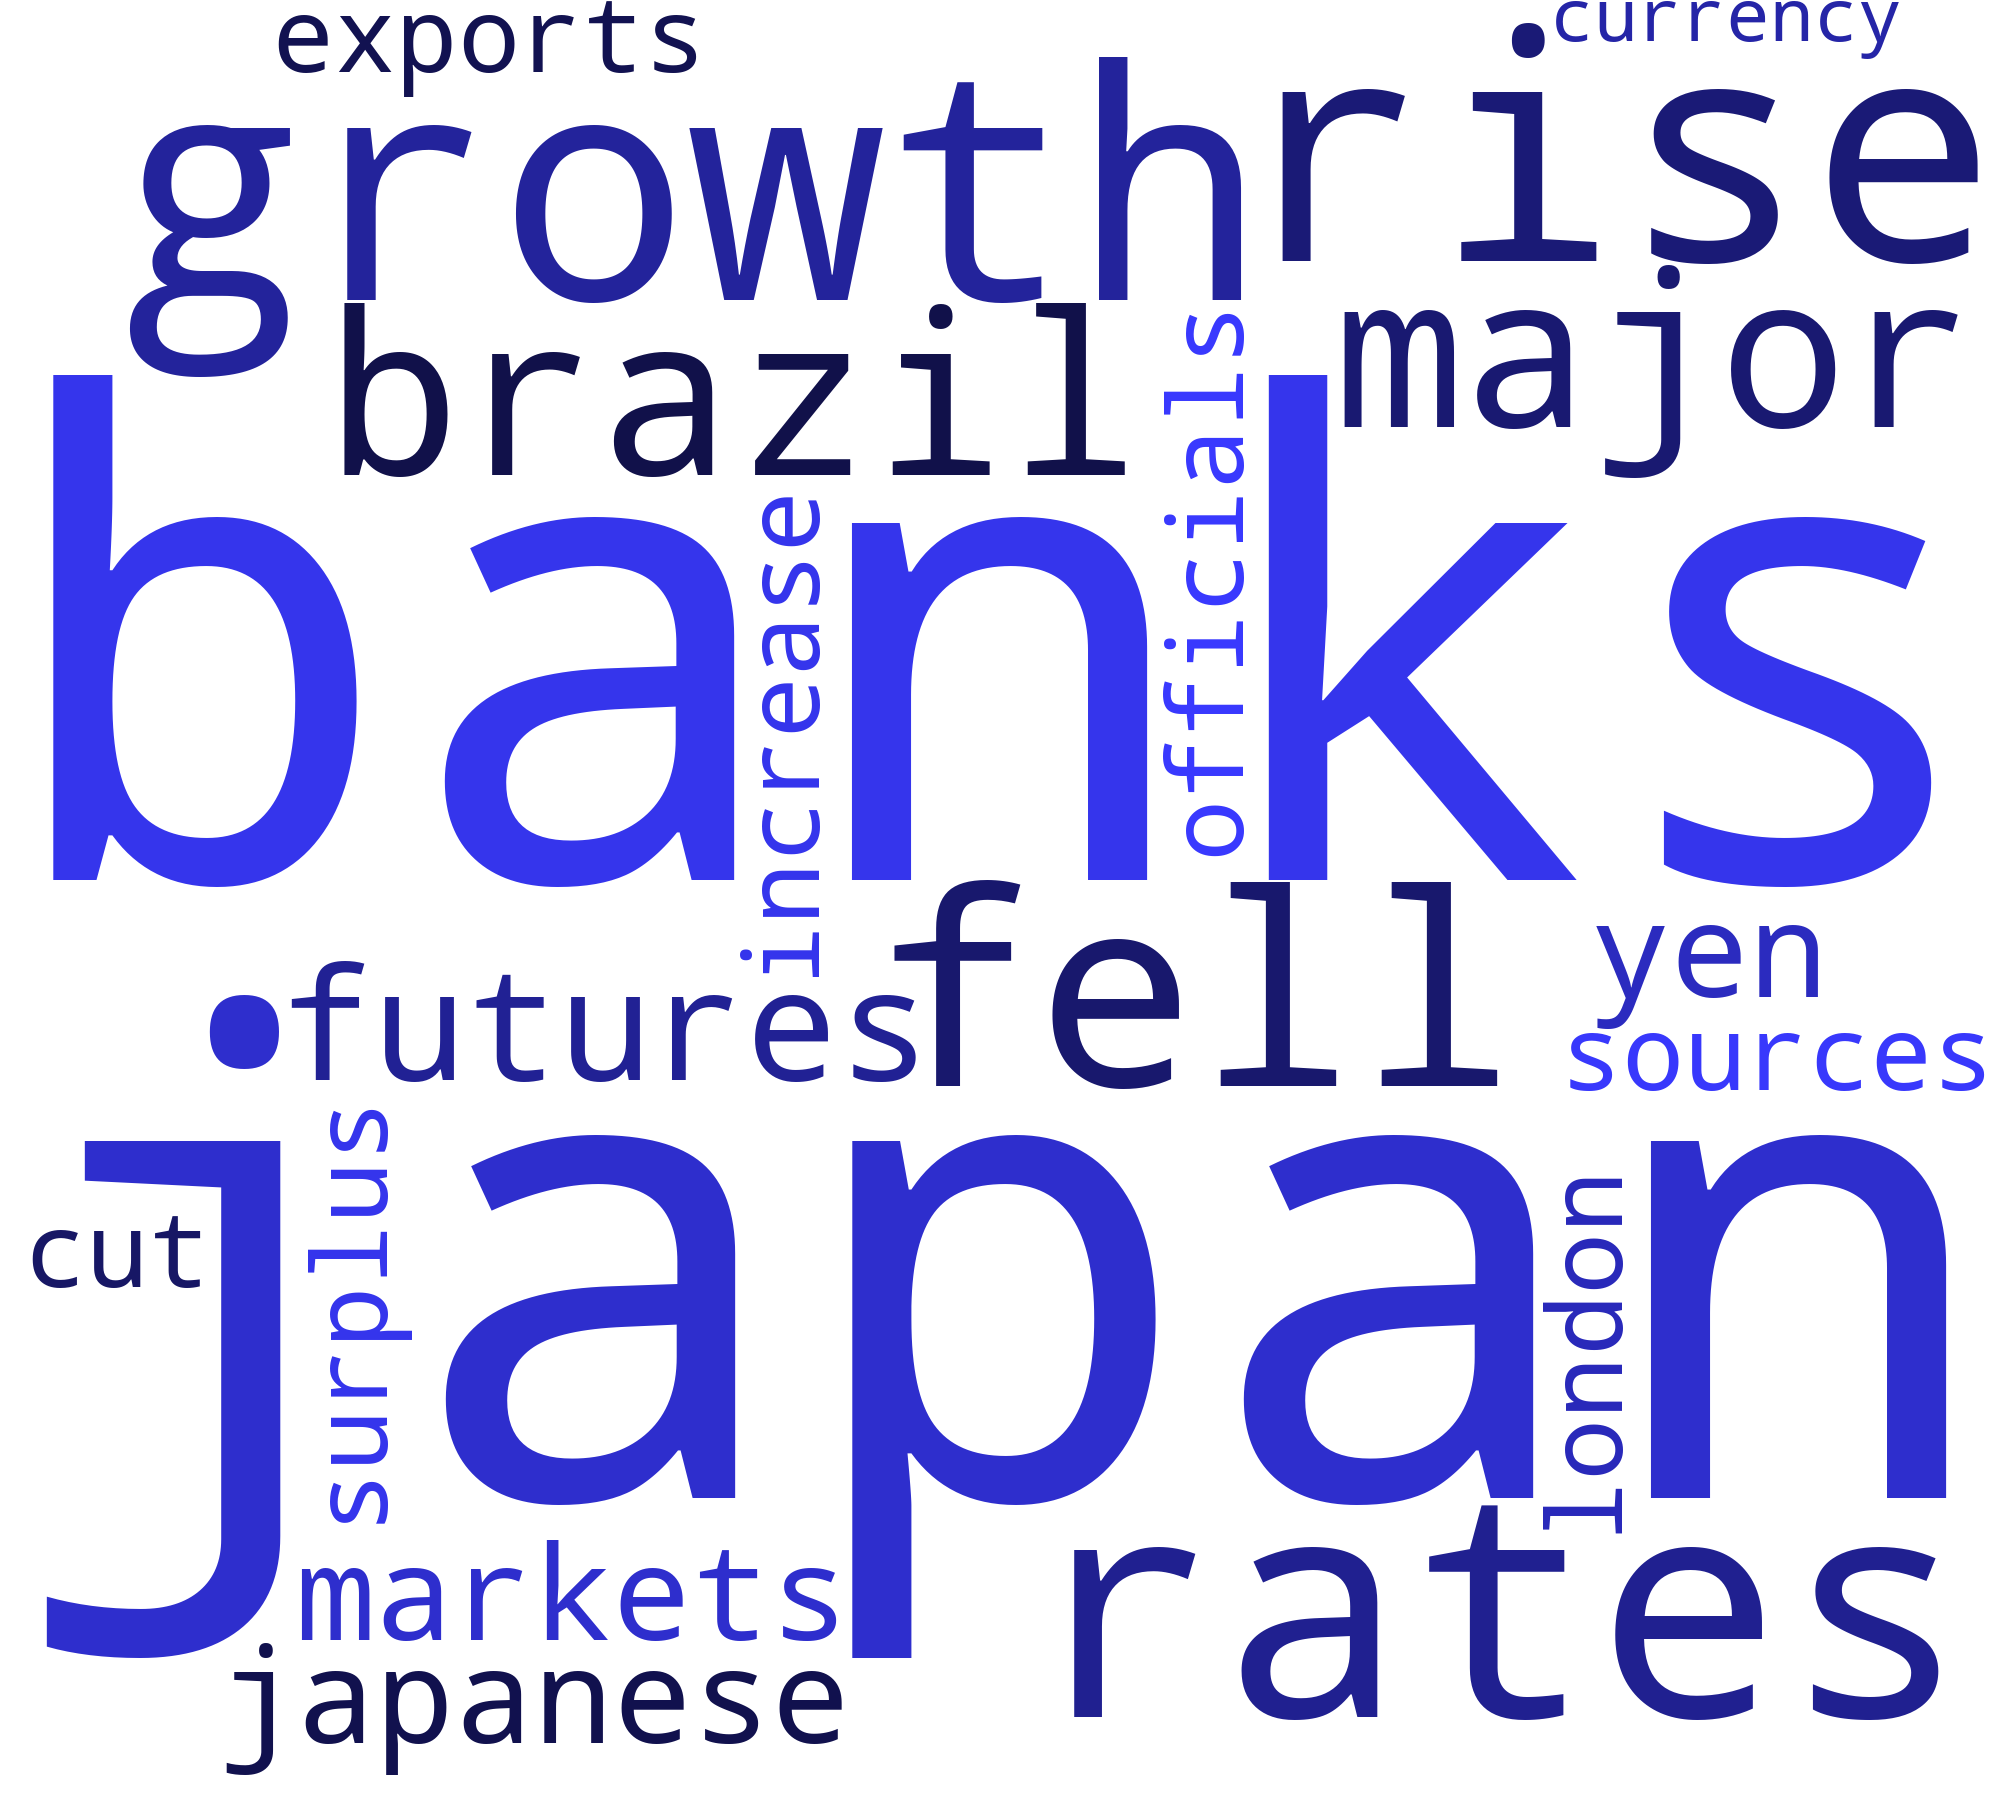 exports
currency
growth
rise
brazil
officials
major
banks
increase
fell
yen
futures
sources
japan
cut
surplus
london
markets
rates
japanese